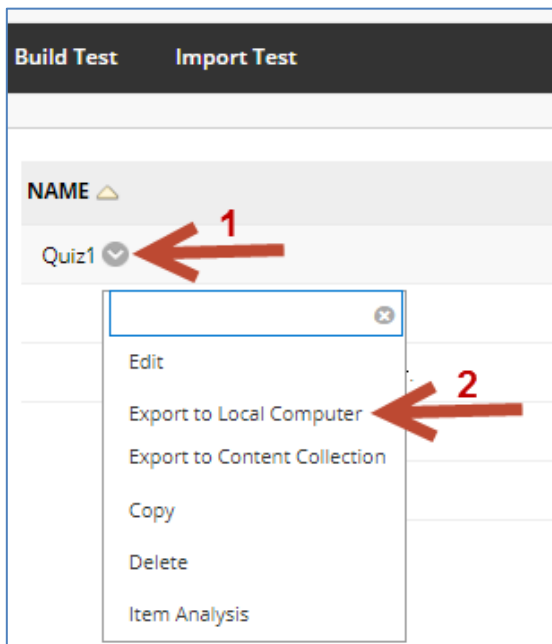 Build Test Import Test
NAME
1
Quiz1
Edit
2
Export to Local Computer
Export to Content Collection
Copy
Delete
Item Analysis